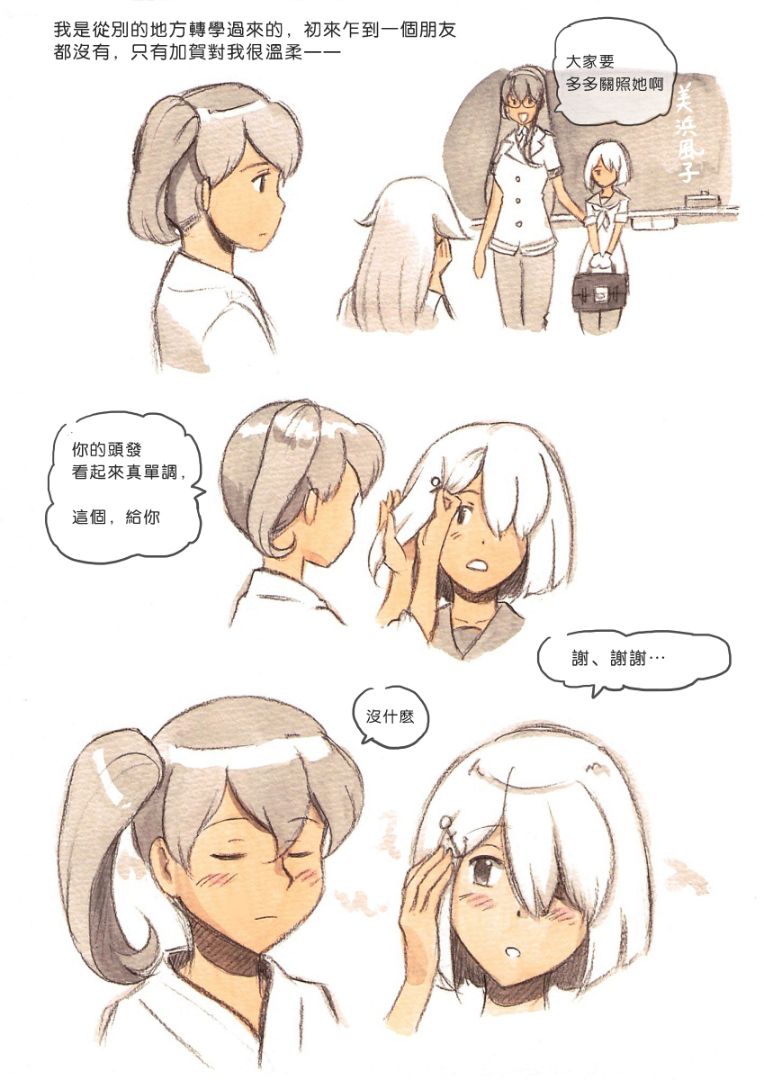 我是從別的地方轉學過來的，初來乍到一個朋友
都沒有，只有加賀對我很溫柔——
大家要
多多關照她啊
美浜風子
你的頭發
看起來真單調，
這個，給你
謝、謝謝…
沒什麼